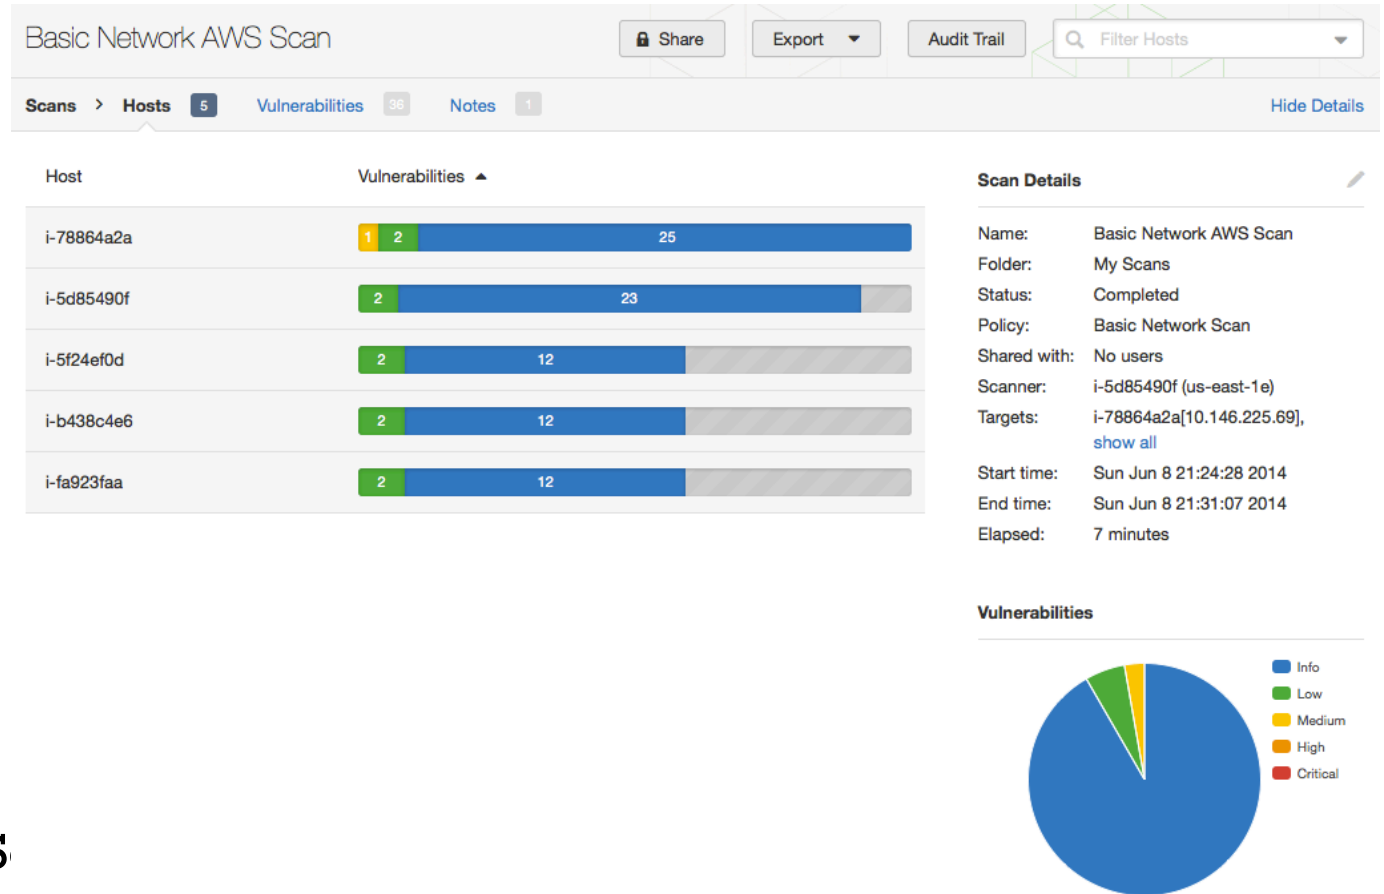 Basic Network AWS Scan
Share
Export
Audit Trail
Filter Hosts
Scans > Hosts 5 Vulnerabilities 36 Notes 1 Hide Details
Host Vulnerabilities
i-78864a2a 1 2 25
i-5d85490f 2 23
i-5f24ef0d 2 12
i-b438c4e6 2 12
i-fa923faa 2 12
Scan Details
Name: Basic Network AWS Scan
Folder: My Scans
Status: Completed
Policy: Basic Network Scan
Shared with: No users
Scanner: i-5d85490f (us-east-1e)
Targets: i-78864a2a[10.146.225.69],
show all
Start time: Sun Jun 8 21:24:28 2014
End time: Sun Jun 8 21:31:07 2014
Elapsed: 7 minutes
Vulnerabilities
Info
Low
Medium
High
Critical